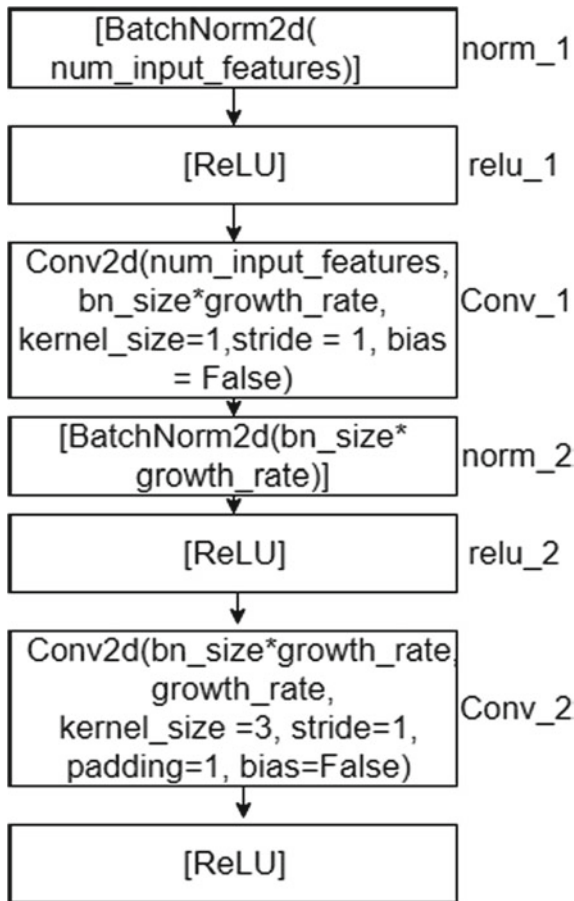 [BatchNorm2d(
num_input_features)]
norm_1
[ReLU]
relu_1
Conv2d(num_input_features,
bn_size*growth_rate,
kernel_size=1,stride = 1, bias
= False)
Conv_1
[BatchNorm2d(bn_size*
growth_rate)]
norm_2
[ReLU]
relu_2
Conv2d(bn_size*growth_rate,
growth_rate,
kernel_size =3, stride=1,
padding=1, bias=False)
Conv_2
[ReLU]